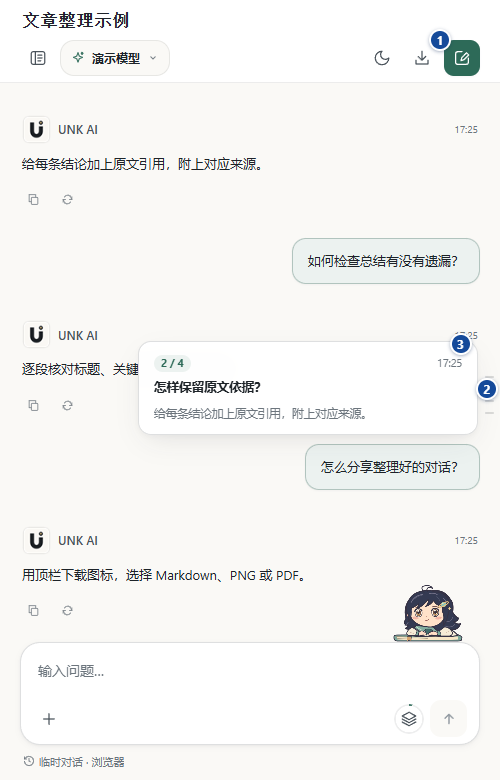 文章整理示例
演示模型
1
UNK AI
17:25
给每条结论加上原文引用，附上对应来源。
如何检查总结有没有遗漏？
UNK AI
17:25
逐段核对标题、关键
3
2 / 4
17:25
怎样保留原文依据？
给每条结论加上原文引用，附上对应来源。
2
怎么分享整理好的对话？
UNK AI
17:25
用顶栏下载图标，选择 Markdown、PNG 或 PDF。
输入问题...
临时对话 · 浏览器